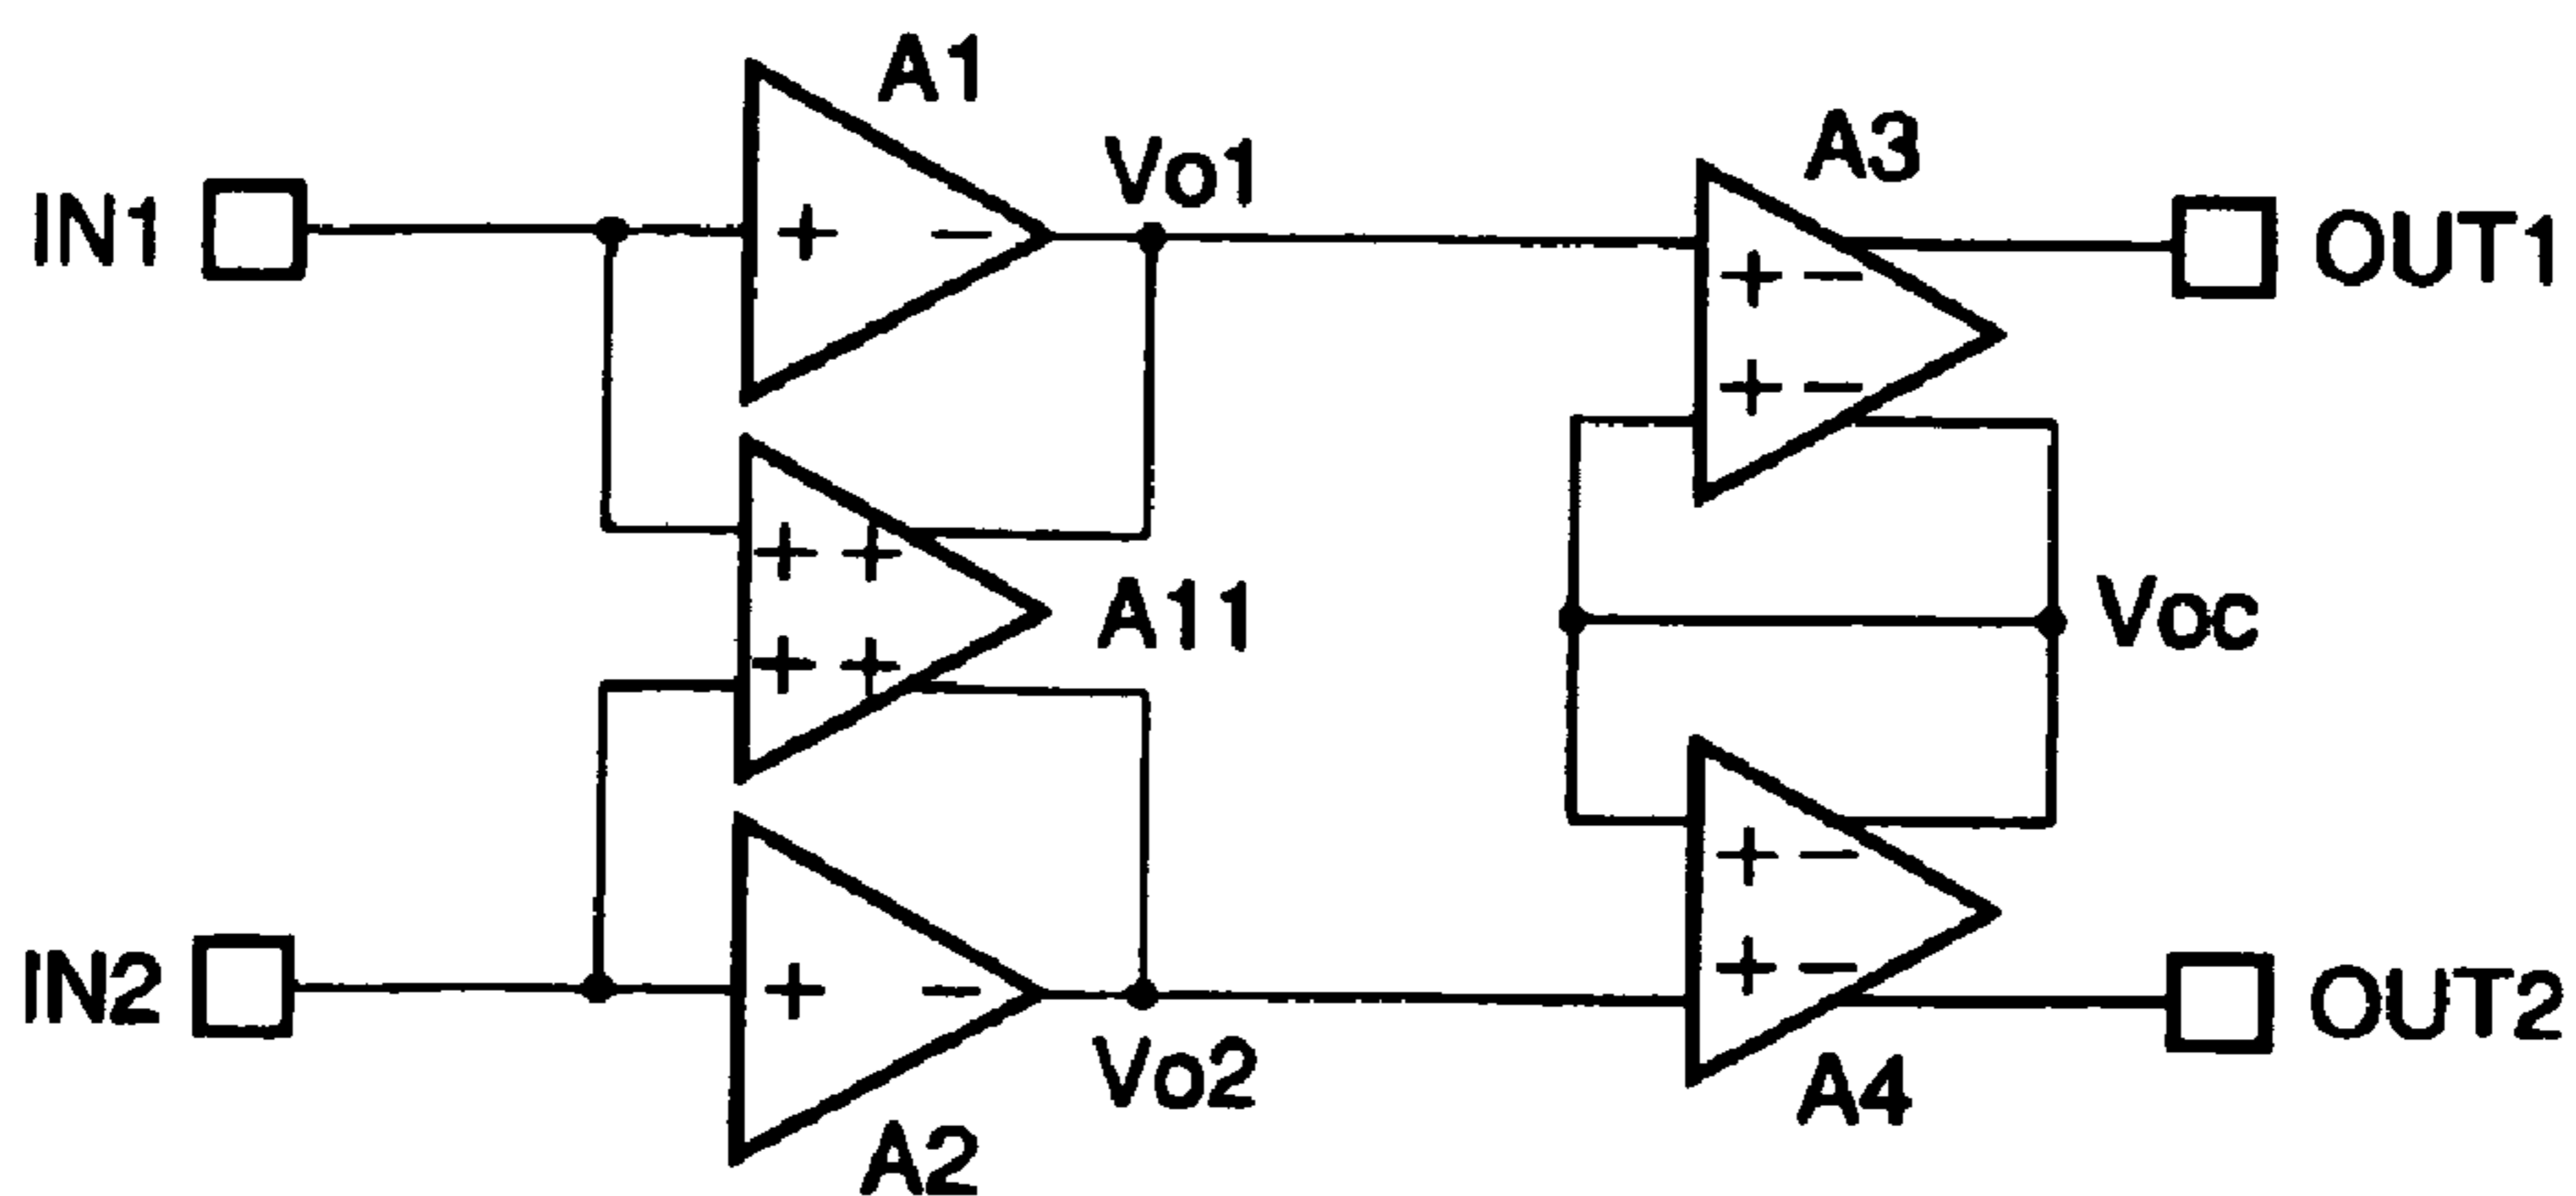 A1
Vo1
A3
IN1
+ -
+ -
OUT1
+ -
+ +
A11
Voc
+ +
+ -
IN2
+ -
+ -
OUT2
Vo2
A4
A2